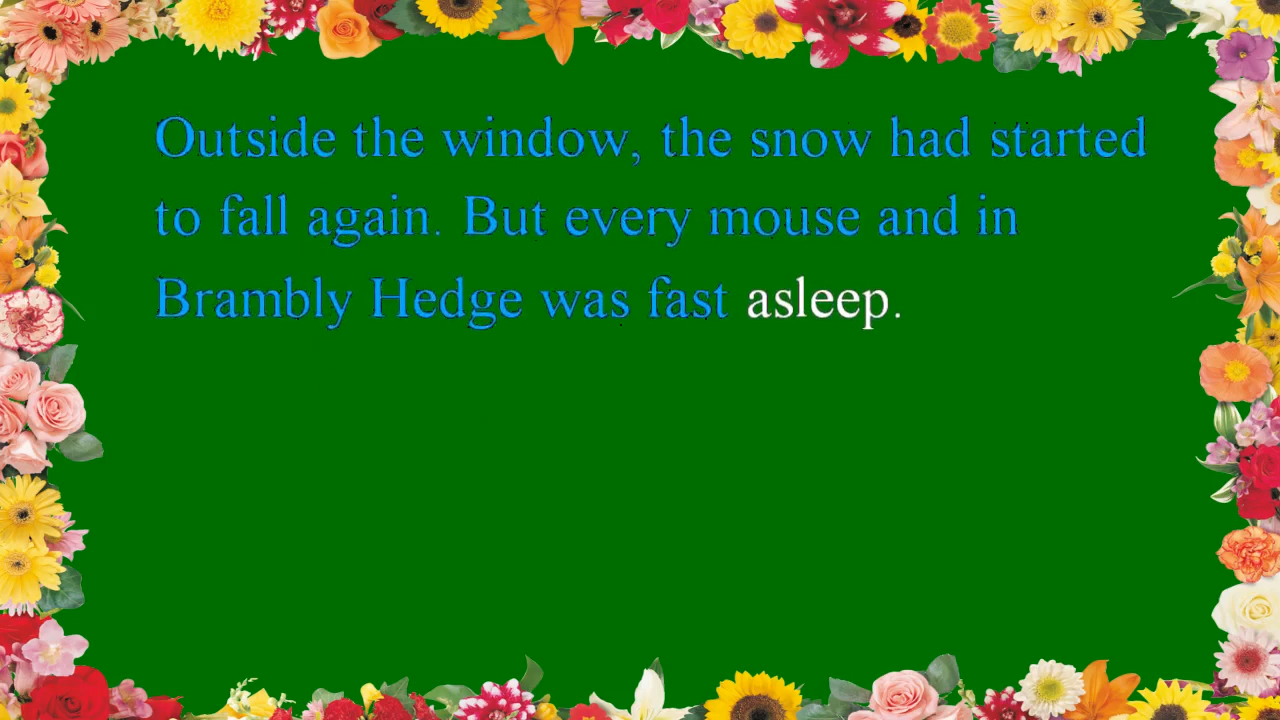 Outside the window, the snow had started
to fall again. But every mouse and in
Brambly Hedge was fast asleep.